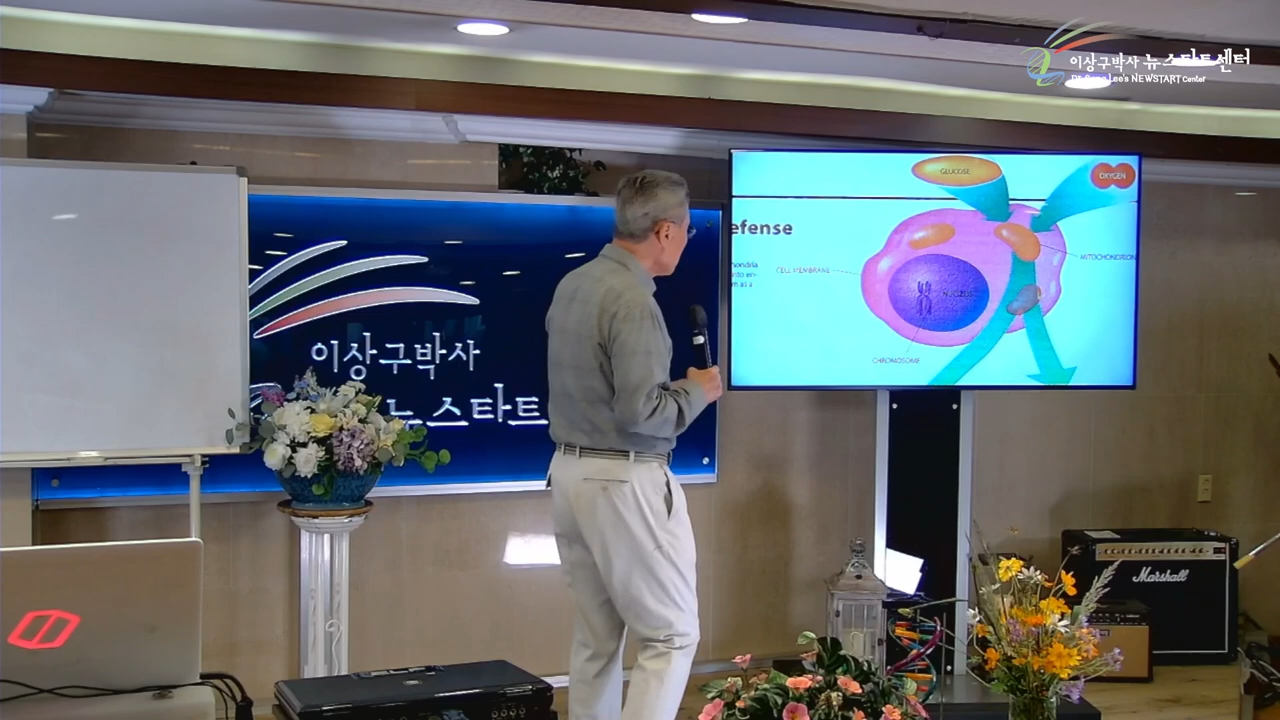 이상구박사 뉴스타트센터
Dr. Sang Lee's NEWSTART Center
GLUCOSE
OXYGEN
efense
CELL MEMBRANE
MITOCHONDRION
NUCLEUS
CHROMOSOME
이상구박사
뉴스타트
Marshall